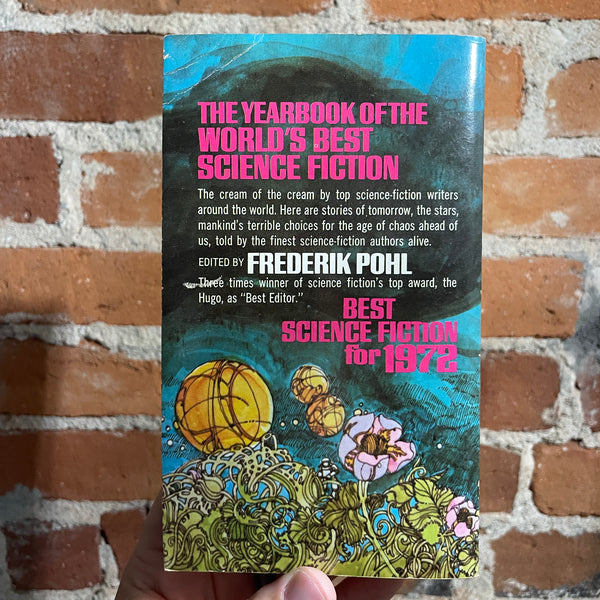 THE YEARBOOK OF THE
WORLD'S BEST
SCIENCE FICTION
The cream of the cream by top science-fiction writers
around the world. Here are stories of tomorrow, the stars,
mankind's terrible choices for the age of chaos ahead of
us, told by the finest science-fiction authors alive.
EDITED BY FREDERIK POHL
Three times winner of science fiction's top award, the
Hugo, as "Best Editor."
BEST
SCIENCE FICTION
for 1972